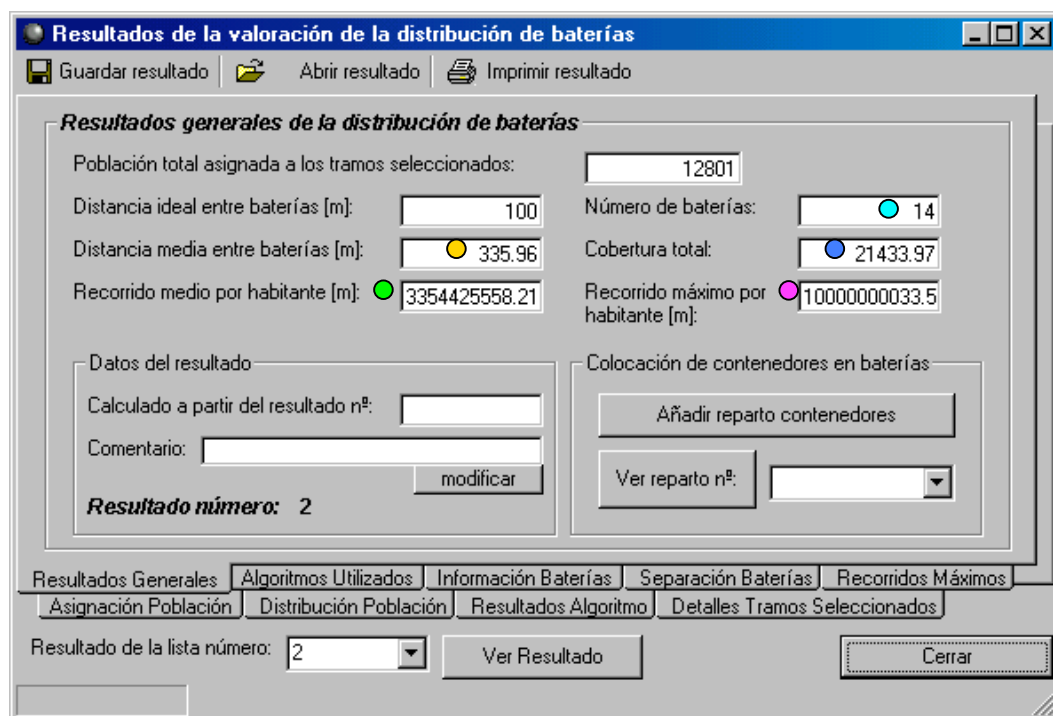 Resultados de la valoración de la distribución de baterías
Guardar resultado Abrir resultado Imprimir resultado
Resultados generales de la distribución de baterías
Población total asignada a los tramos seleccionados: 12801
Distancia ideal entre baterías [m]: 100 Número de baterías: 14
Distancia media entre baterías [m]: 335.96 Cobertura total: 21433.97
Recorrido medio por habitante [m]: 3354425558.21 Recorrido máximo por habitante [m]: 10000000033.5
Datos del resultado
Calculado a partir del resultado nº:
Comentario:
modificar
Resultado número: 2
Colocación de contenedores en baterías
Añadir reparto contenedores
Ver reparto nº:
Resultados Generales Algoritmos Utilizados Información Baterías Separación Baterías Recorridos Máximos
Asignación Población Distribución Población Resultados Algoritmo Detalles Tramos Seleccionados
Resultado de la lista número: 2 Ver Resultado Cerrar